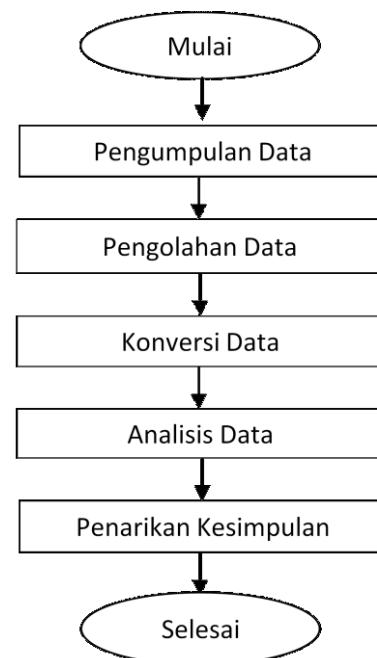 Mulai
Pengumpulan Data
Pengolahan Data
Konversi Data
Analisis Data
Penarikan Kesimpulan
Selesai